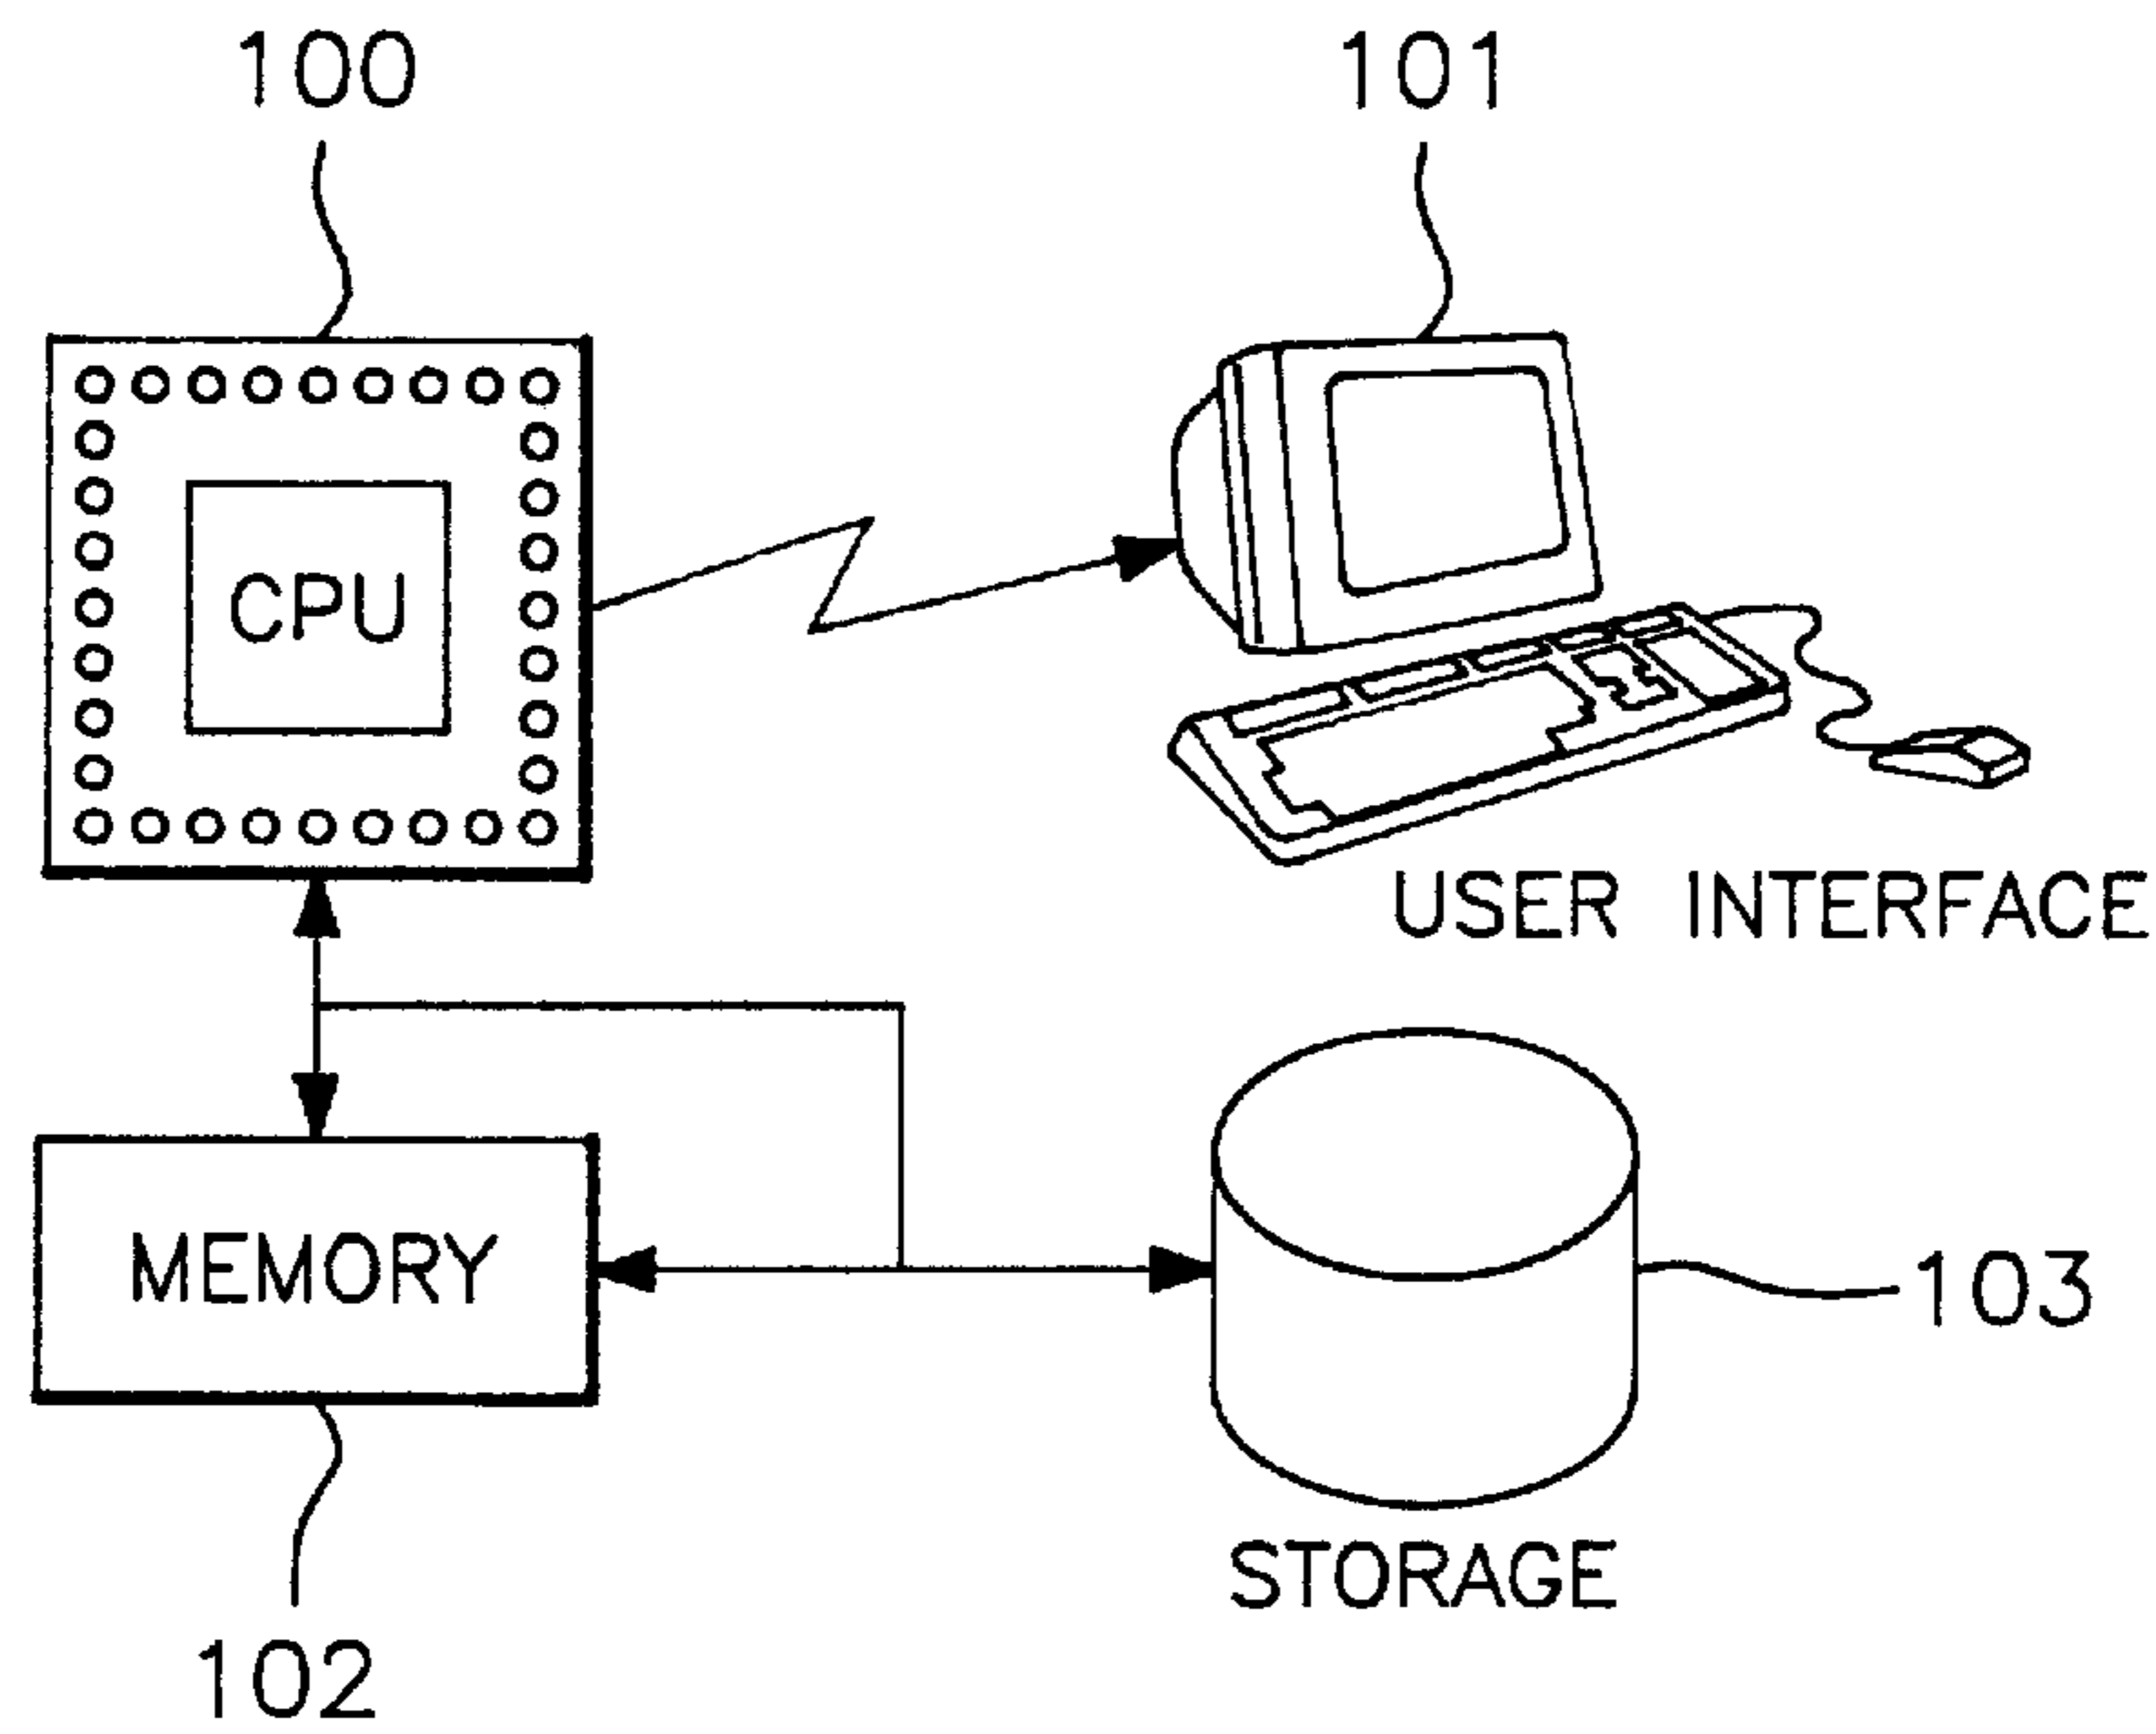 100
101
CPU
USER INTERFACE
MEMORY
103
STORAGE
102